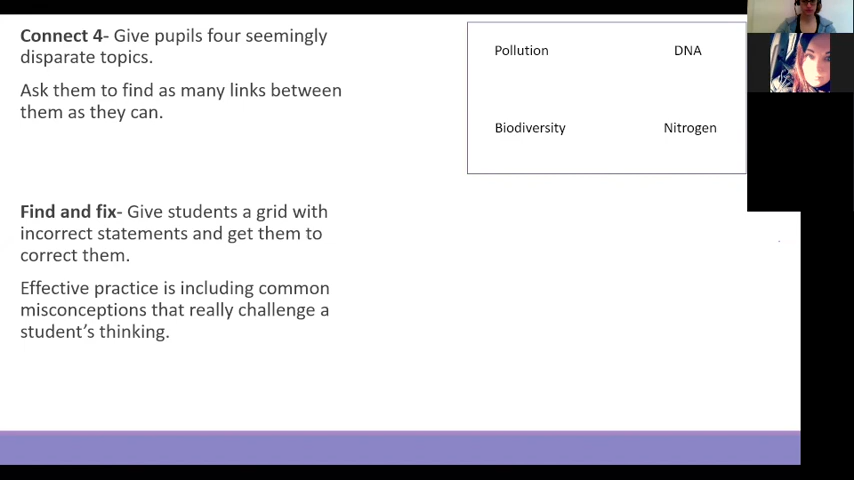 Connect 4- Give pupils four seemingly
disparate topics.
Ask them to find as many links between
them as they can.
Pollution DNA
Biodiversity Nitrogen
Find and fix- Give students a grid with
incorrect statements and get them to
correct them.
Effective practice is including common
misconceptions that really challenge a
student’s thinking.